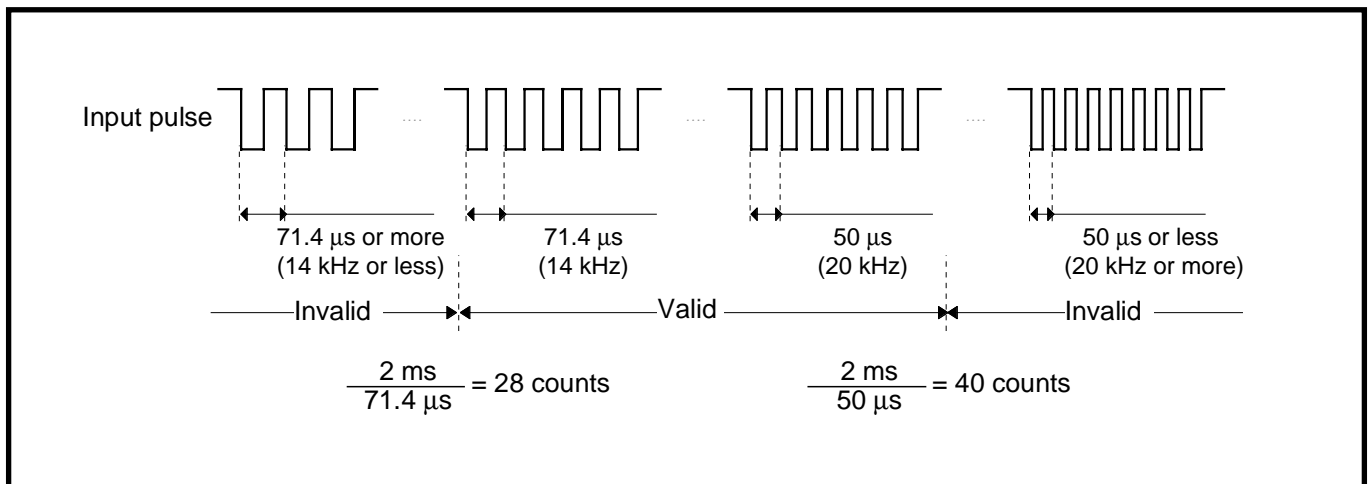 Input pulse
.... .... ....
71.4 μs or more
(14 kHz or less)
71.4 μs
(14 kHz)
50 μs
(20 kHz)
50 μs or less
(20 kHz or more)
Invalid
Valid
Invalid
2 ms
71.4 μs
= 28 counts
2 ms
50 μs
= 40 counts